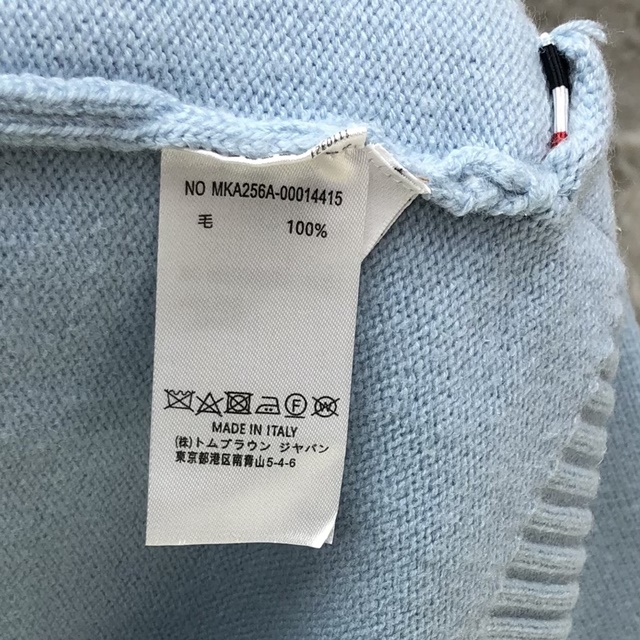 NO MKA256A-00014415
毛 100%
MADE IN ITALY
(株)トムブラウン ジャパン
東京都港区南青山5-4-6